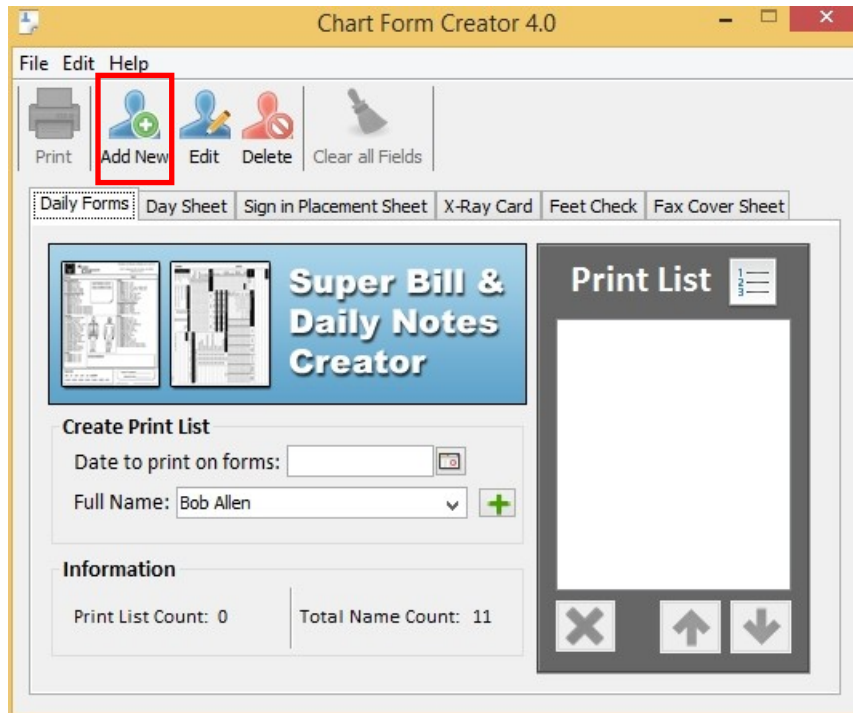 Chart Form Creator 4.0
File Edit Help
Print Add New Edit Delete Clear all Fields
Daily Forms Day Sheet Sign in Placement Sheet X-Ray Card Feet Check Fax Cover Sheet
Super Bill &
Daily Notes
Creator
Print List
Create Print List
Date to print on forms:
Full Name: Bob Allen
Information
Print List Count: 0 Total Name Count: 11